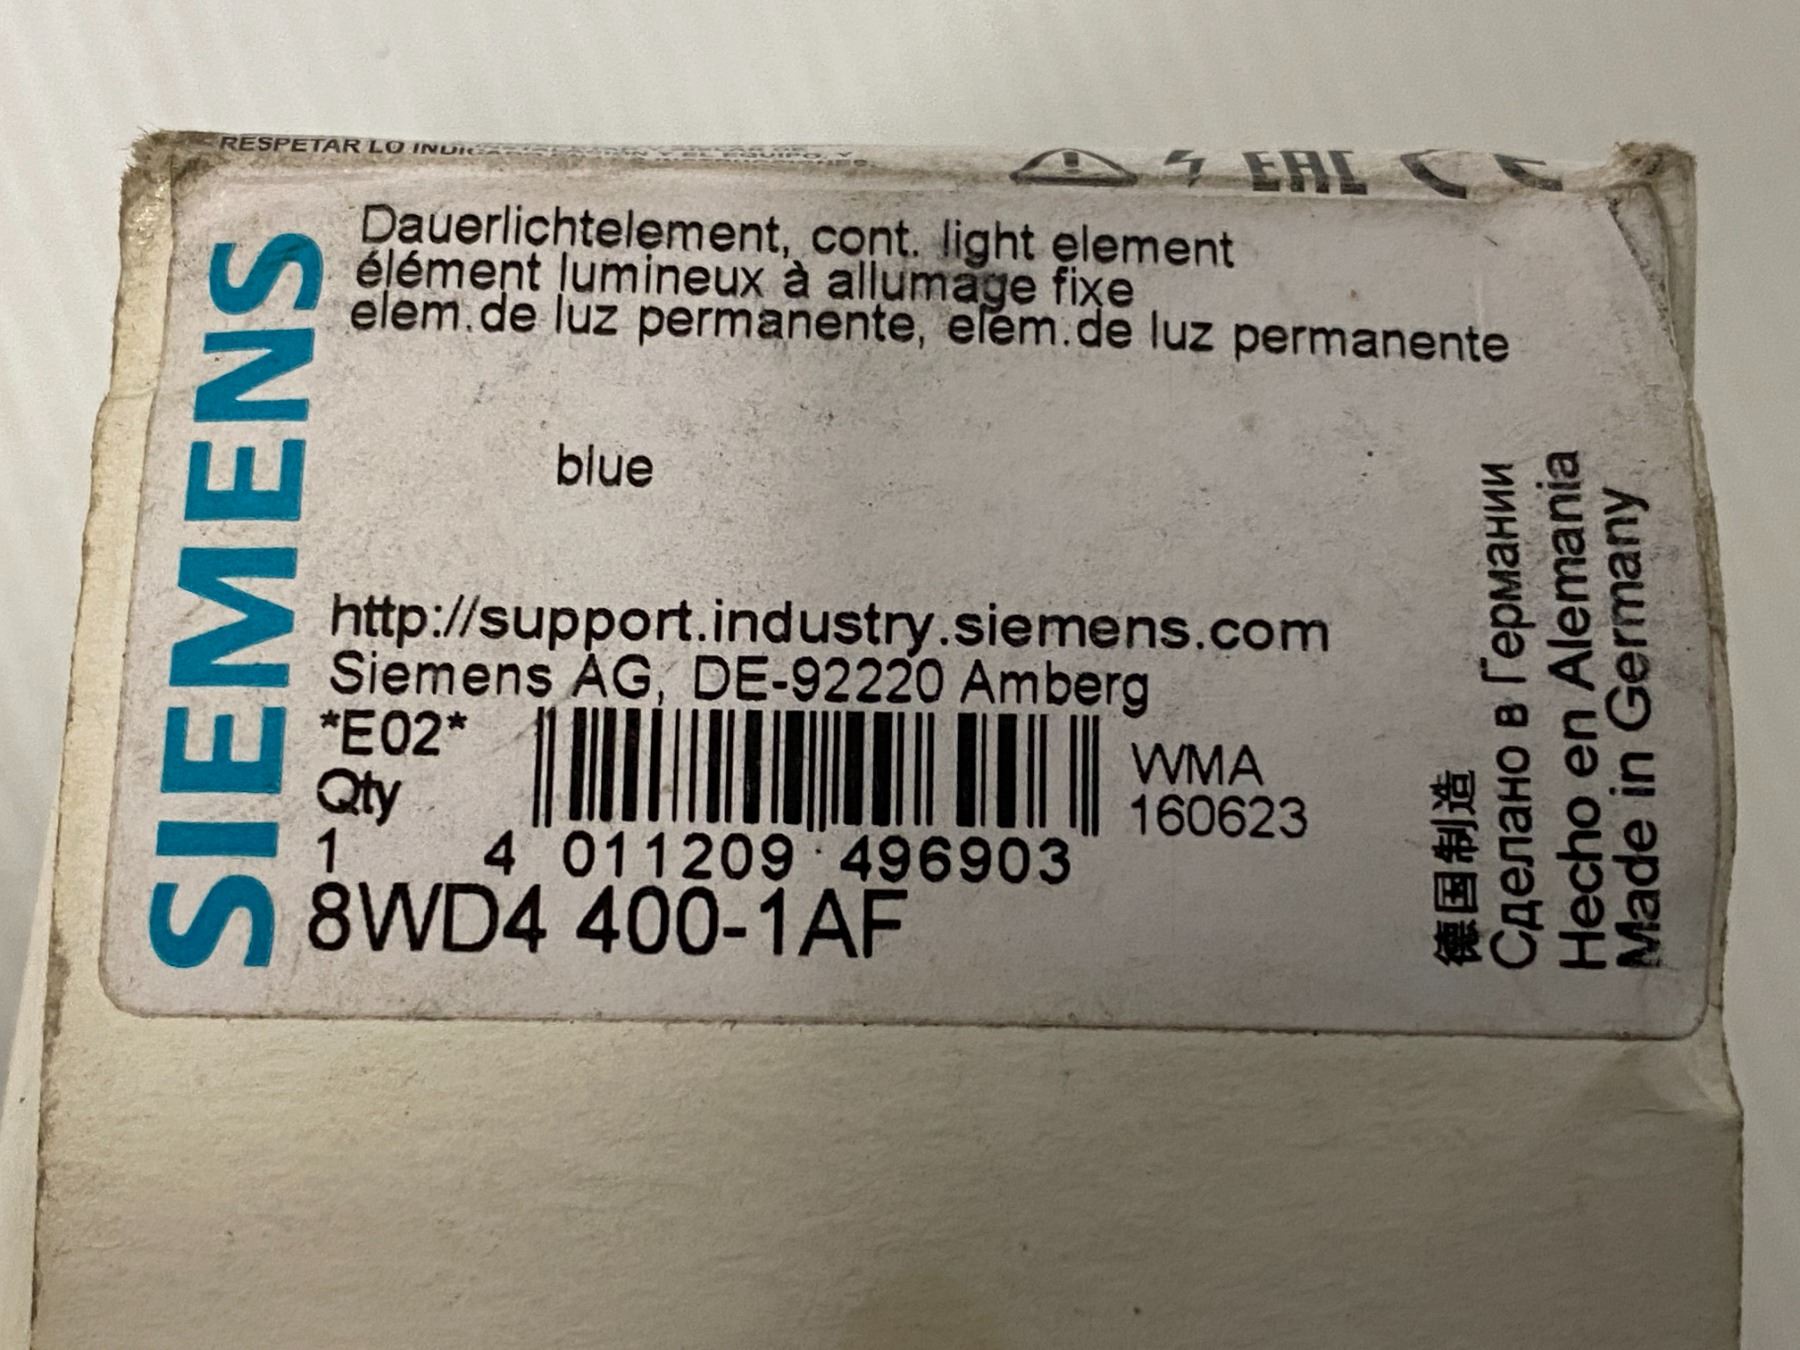 RESPETAR LO
EAC CE
SIEMENS
Dauerlichtelement, cont. light element
élément lumineux à allumage fixe
elem.de luz permanente, elem.de luz permanente
blue
http://support.industry.siemens.com
Siemens AG, DE-92220 Amberg
*E02*
Qty
1
4 011209 496903
WMA
160623
8WD4 400-1AF
德国制造
Сделано в Германии
Hecho en Alemania
Made in Germany